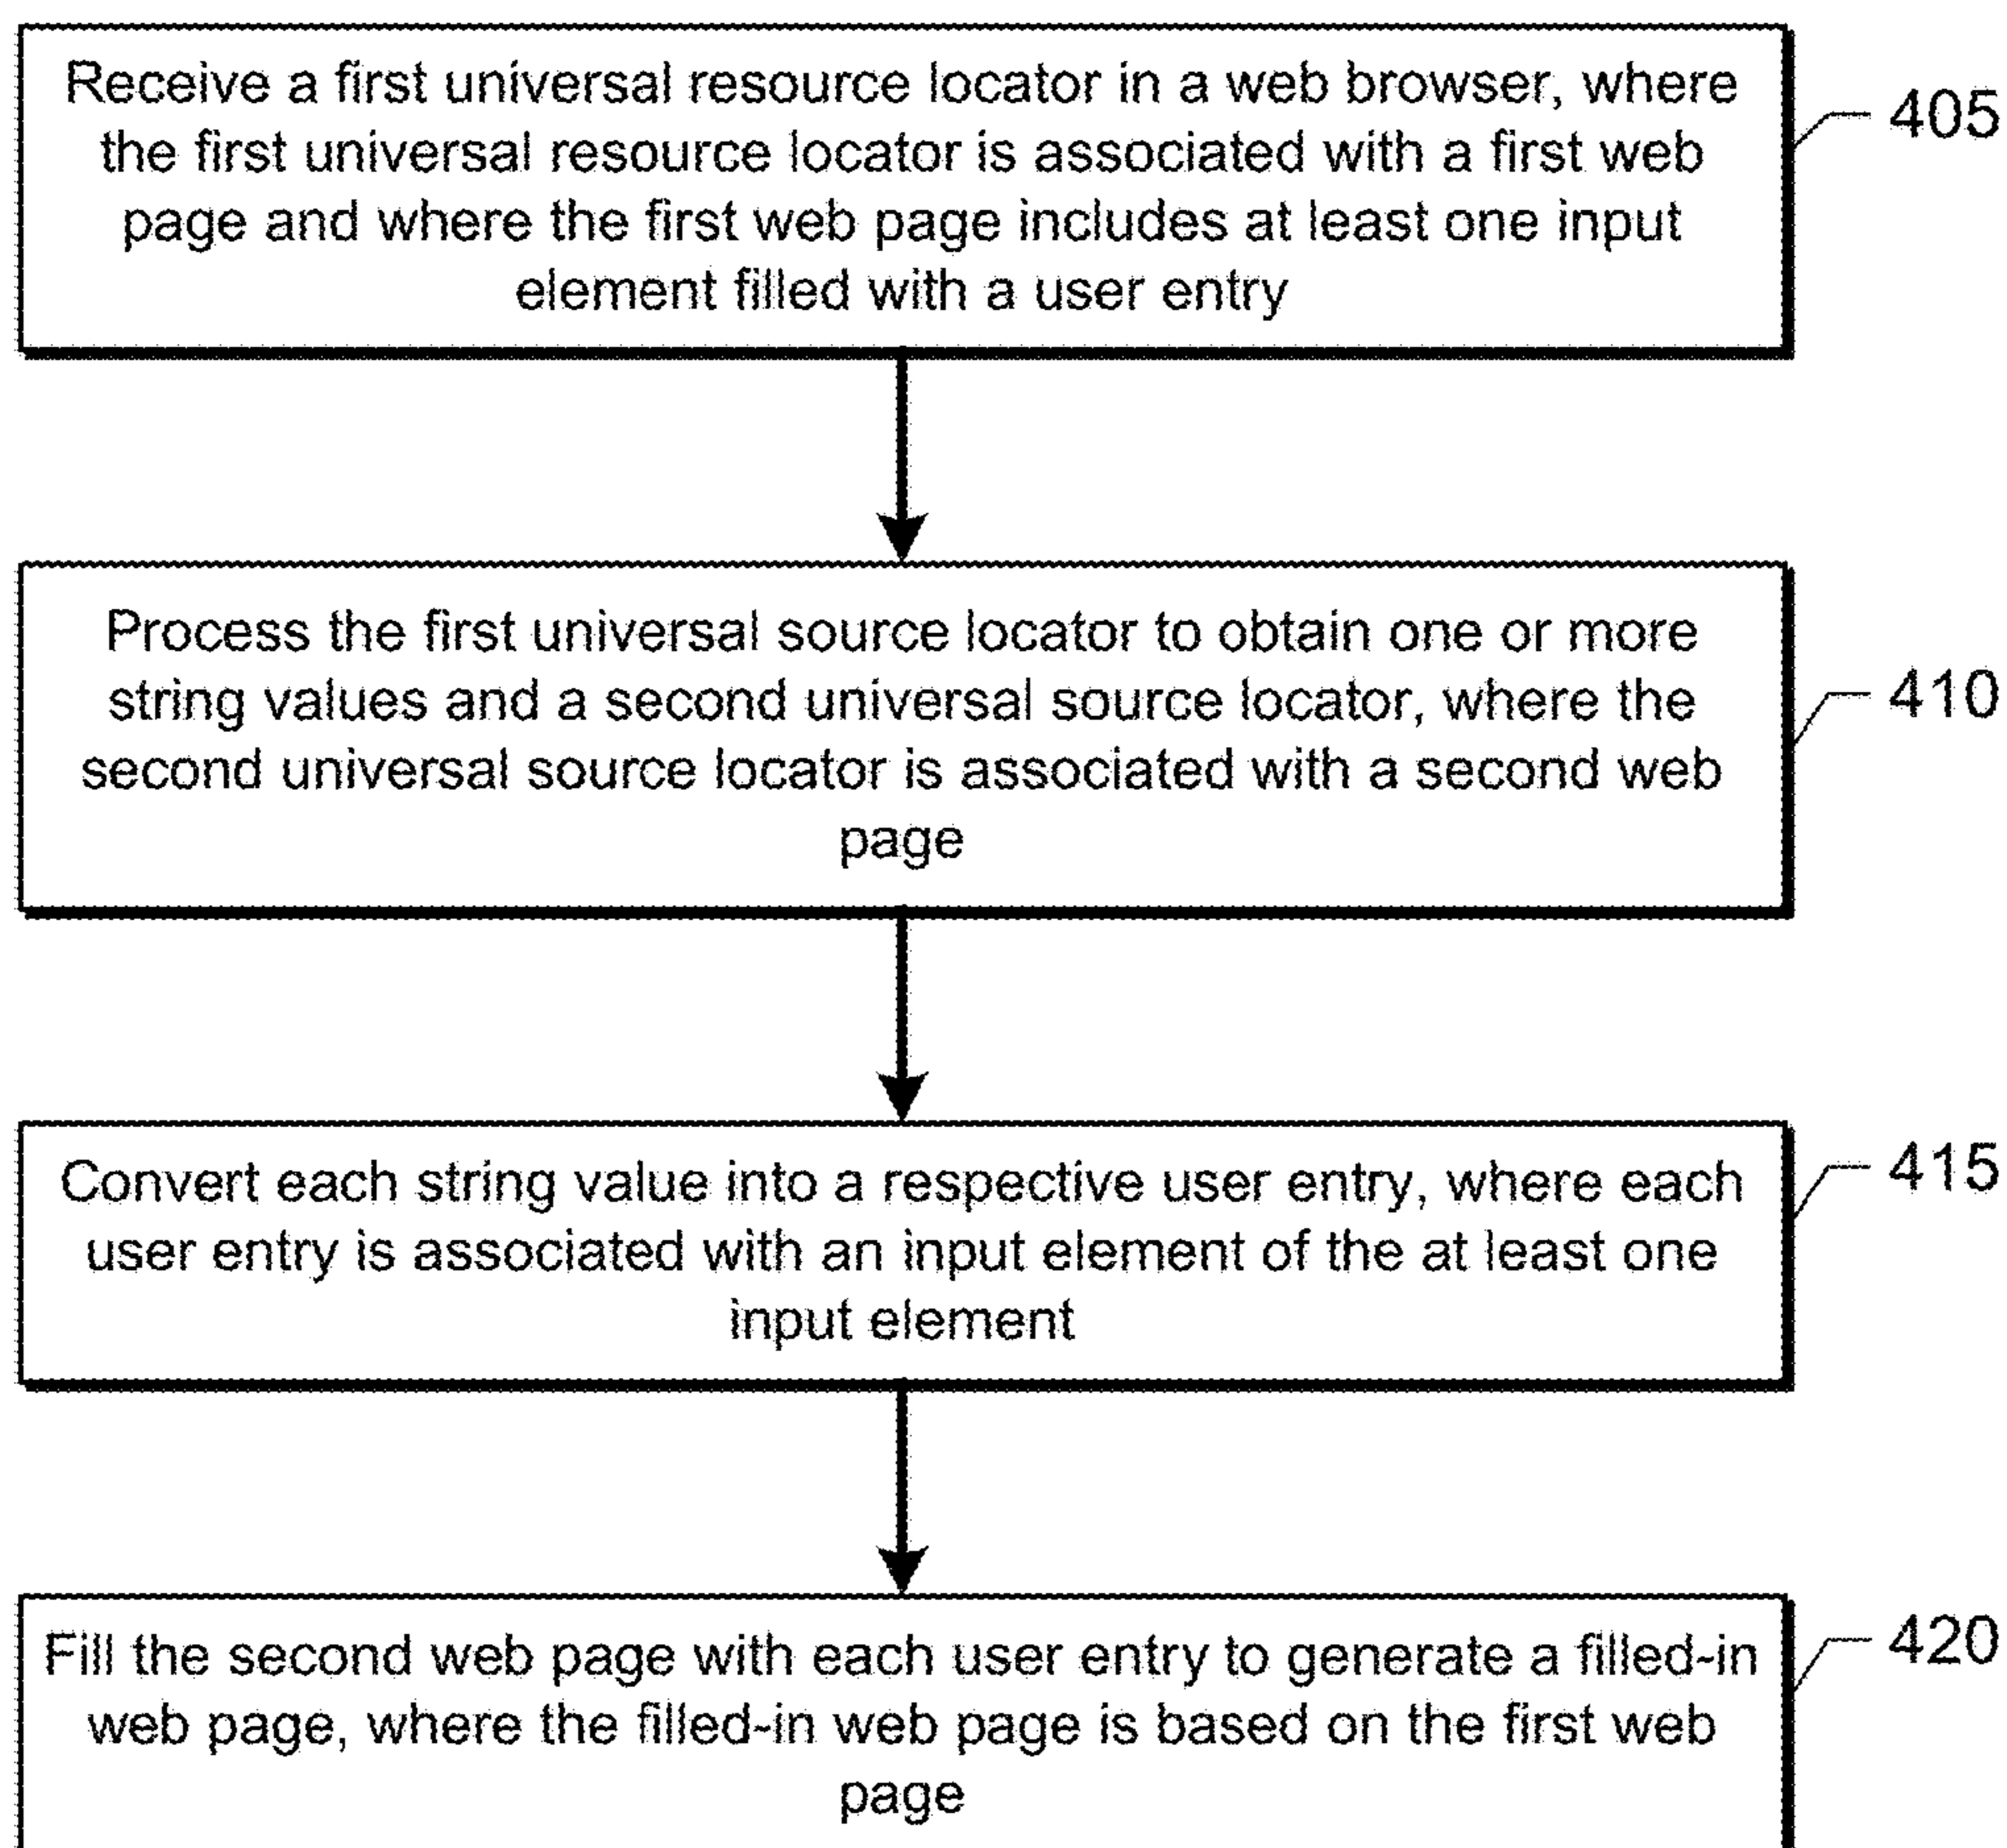 Receive a first universal resource locator in a web browser, where
the first universal resource locator is associated with a first web
page and where the first web page includes at least one input
element filled with a user entry
405
Process the first universal source locator to obtain one or more
string values and a second universal source locator, where the
second universal source locator is associated with a second web
page
410
Convert each string value into a respective user entry, where each
user entry is associated with an input element of the at least one
input element
415
Fill the second web page with each user entry to generate a filled-in
web page, where the filled-in web page is based on the first web
page
420